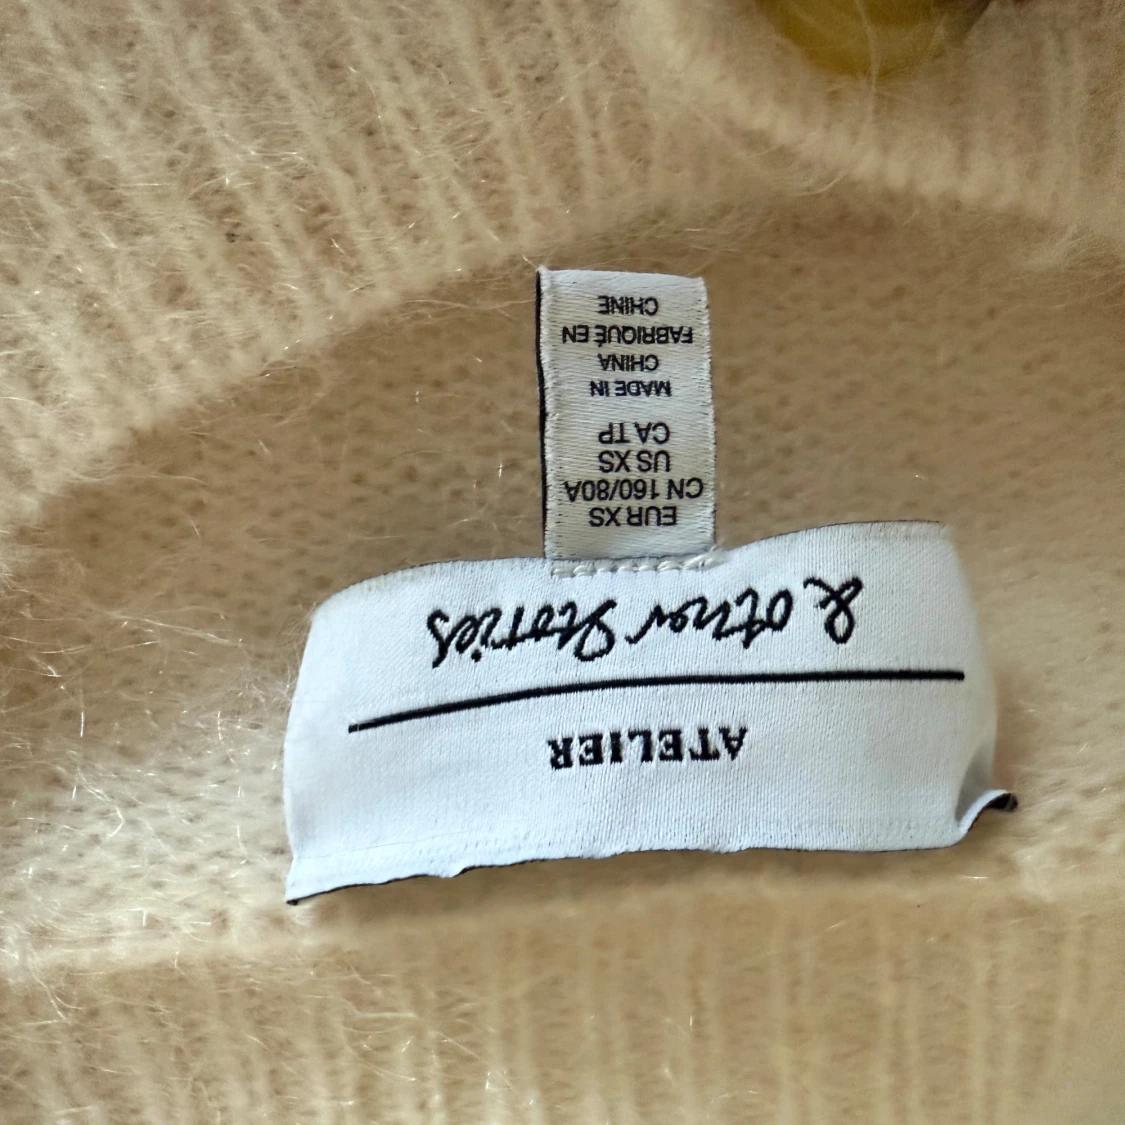 ATELIER
& Other Stories
EUR XS
CN 160/80A
US XS
CA TP
MADE IN
CHINA
FABRIQUÉ EN
CHINE